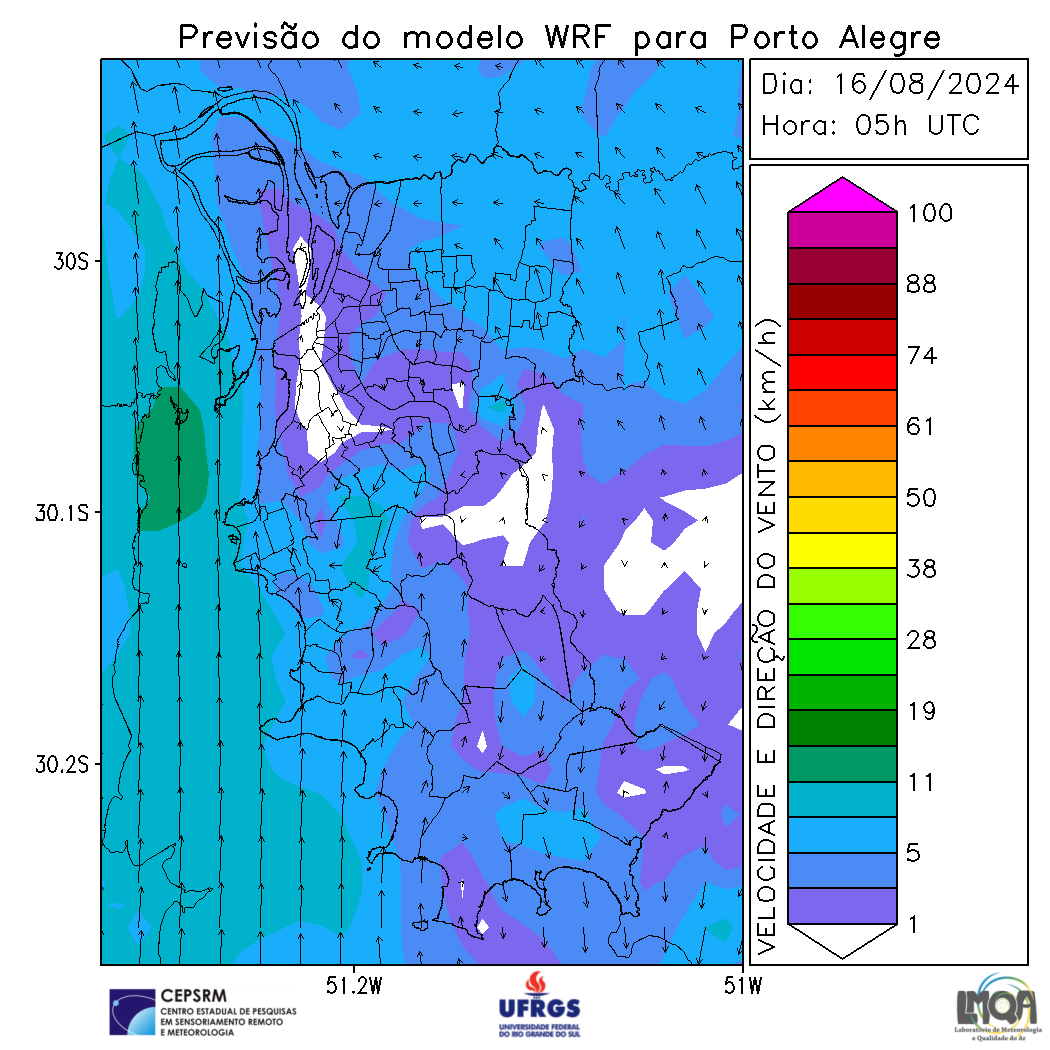 Previsão do modelo WRF para Porto Alegre
Dia: 16/08/2024
Hora: 05h UTC
30S
30.1S
30.2S
51.2W
51W
VELOCIDADE E DIREÇÃO DO VENTO (km/h)
100
88
74
61
50
38
28
19
11
5
1
CEPSRM
CENTRO ESTADUAL DE PESQUISAS
EM SENSORIAMENTO REMOTO
E METEOROLOGIA
UFRGS
UNIVERSIDADE FEDERAL
DO RIO GRANDE DO SUL
LMQA
Laboratório de Meteorologia
e Qualidade do Ar